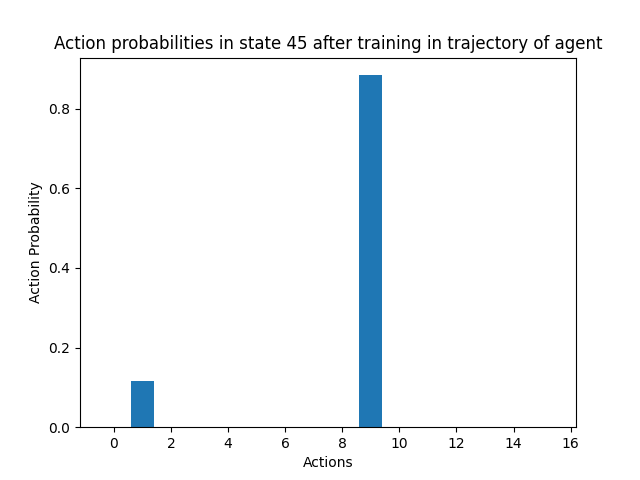 Action probabilities in state 45 after training in trajectory of agent
0.8
0.6
0.4
0.2
0.0
Action Probability
0 2 4 6 8 10 12 14 16
Actions